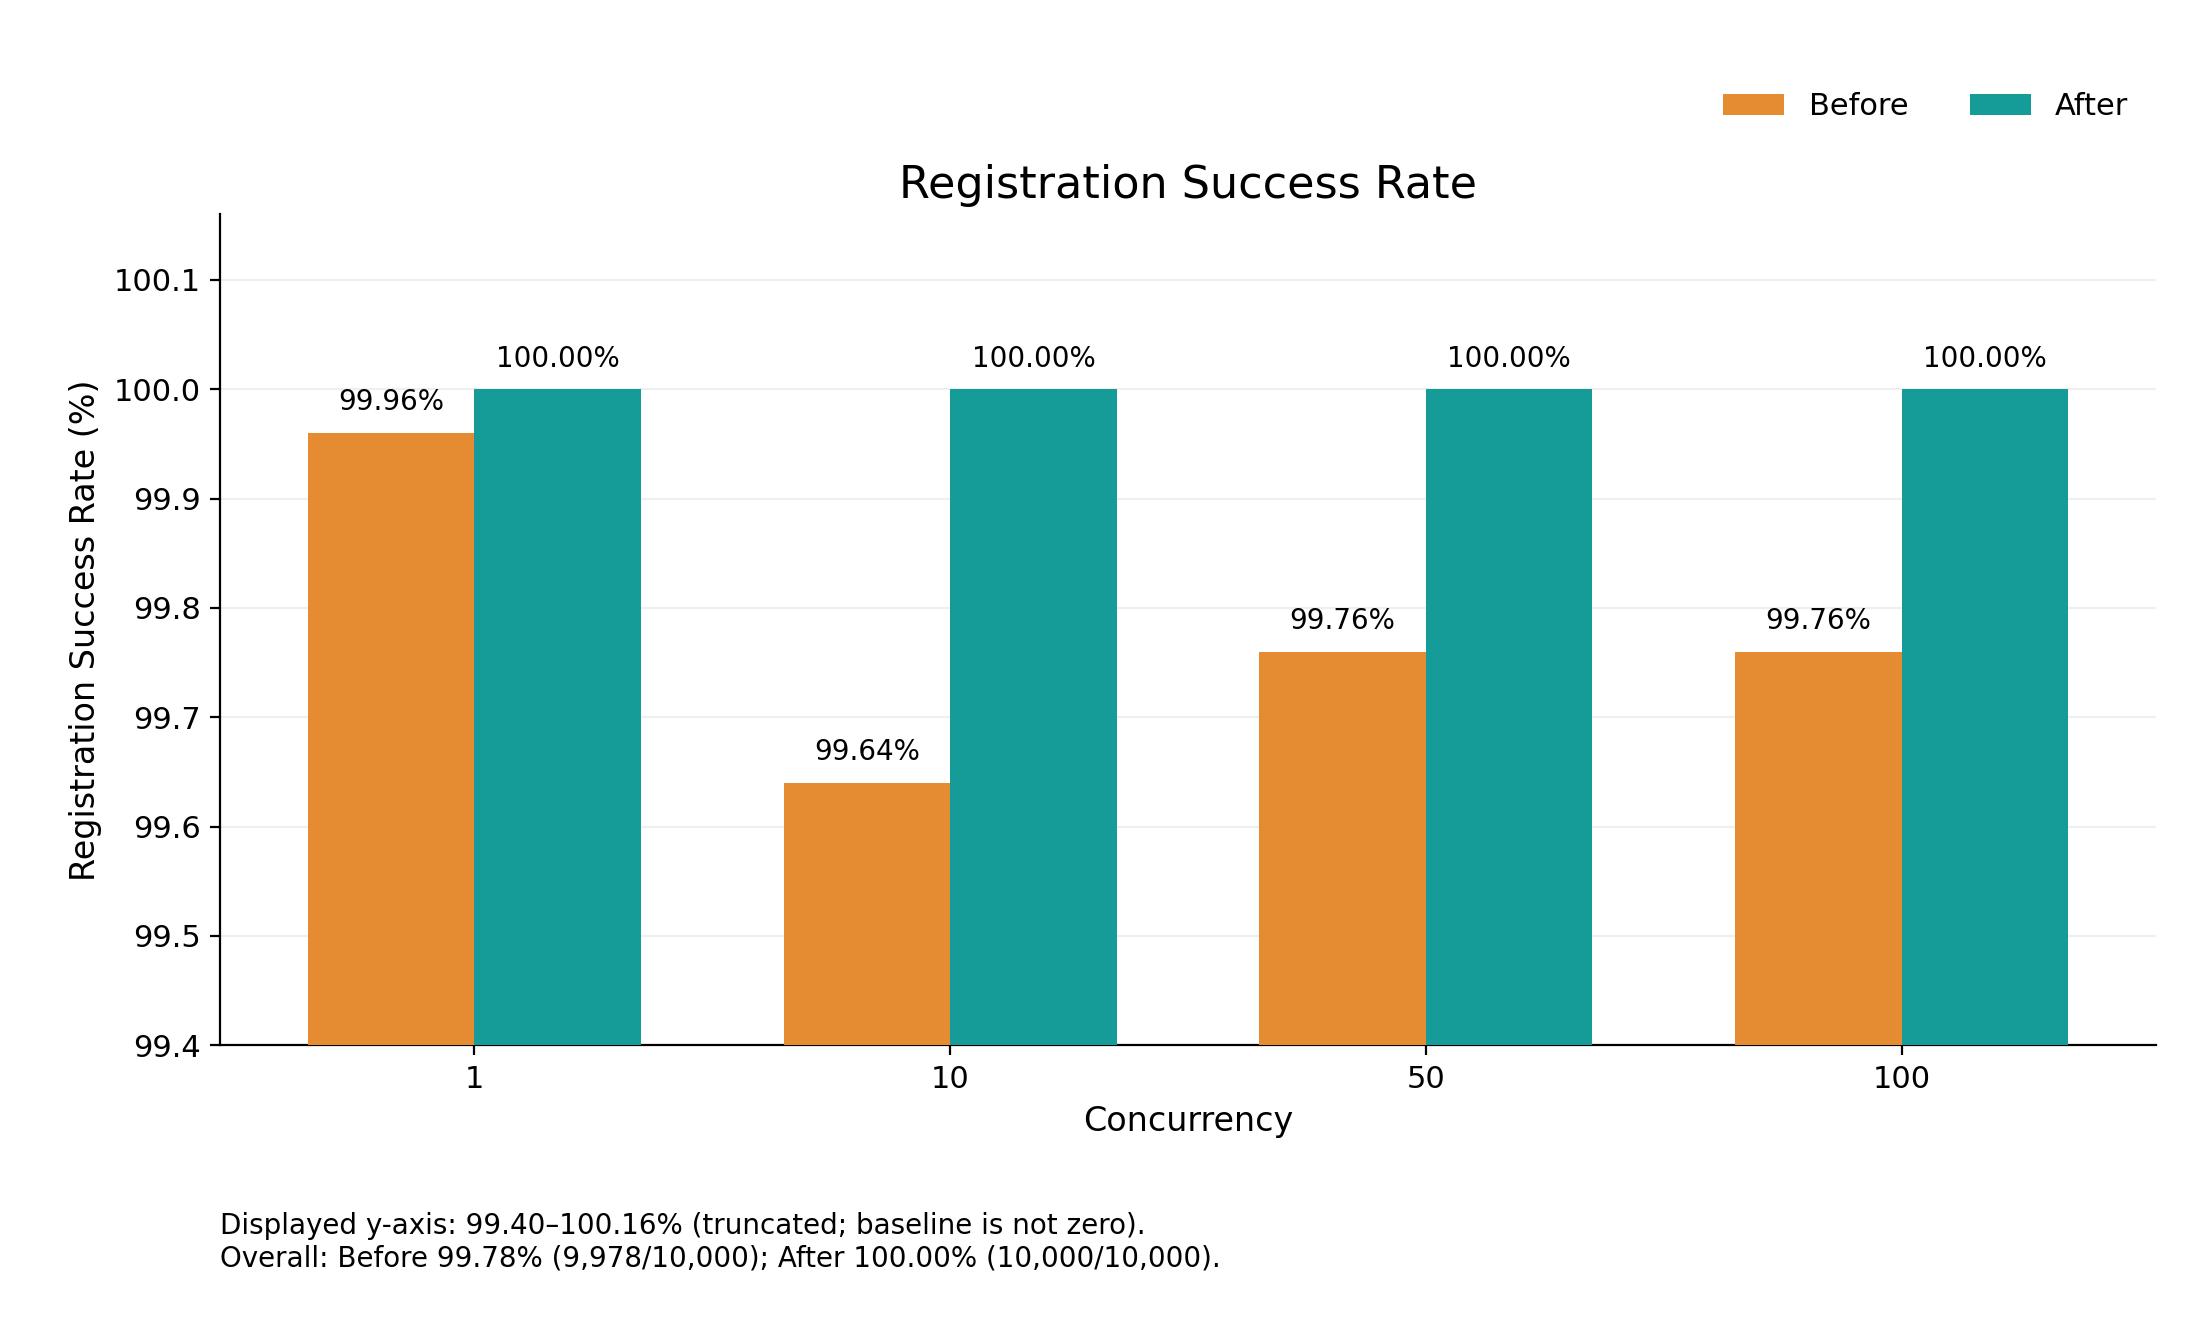 Before After
Registration Success Rate
Registration Success Rate (%)
100.1
100.0
99.9
99.8
99.7
99.6
99.5
99.4
99.96% 100.00%
99.64% 100.00%
99.76% 100.00%
99.76% 100.00%
1 10 50 100
Concurrency
Displayed y-axis: 99.40–100.16% (truncated; baseline is not zero).
Overall: Before 99.78% (9,978/10,000); After 100.00% (10,000/10,000).